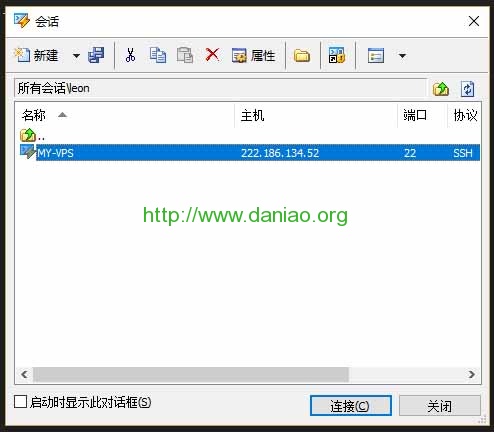 会话
新建 属性
所有会话\leon
名称 主机 端口 协议
..
MY-VPS 222.186.134.52 22 SSH
http://www.daniao.org
启动时显示此对话框(S)
连接(C) 关闭